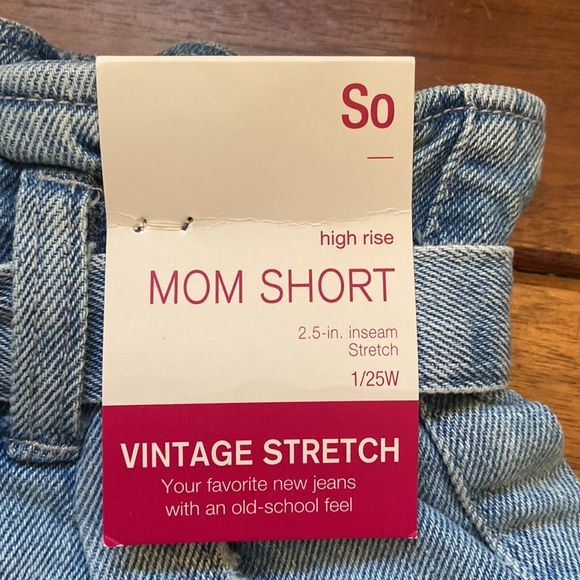 So
high rise
MOM SHORT
2.5-in. inseam
Stretch
1/25W
VINTAGE STRETCH
Your favorite new jeans
with an old-school feel